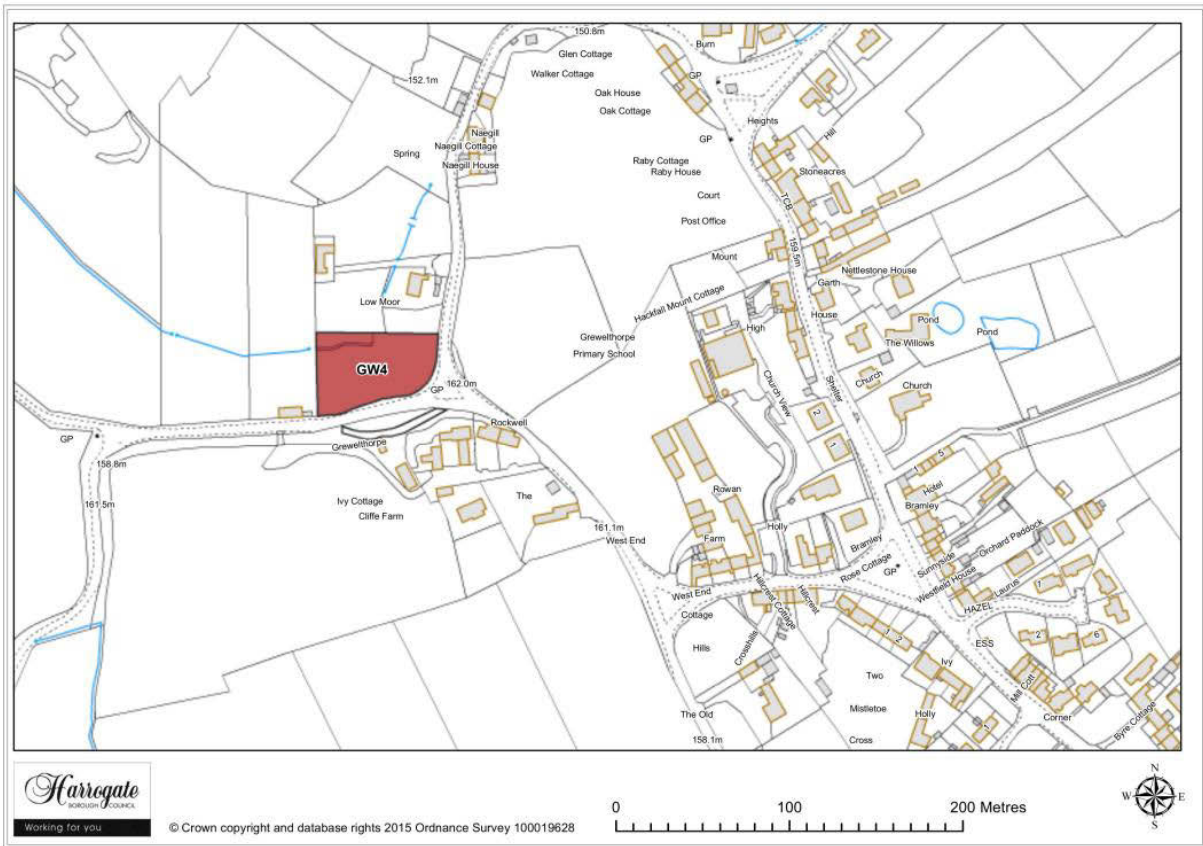 150.8m
Burn
Glen Cottage
Walker Cottage
GP
152.1m
Oak House
Oak Cottage
Heights
Naegill
GP
Hill
Naegill Cottage
Spring
Raby Cottage
Naegill House
Raby House
Stoneacres
Court
TCB
Post Office
159.5m
Mount
Nettlestone House
Garth
Low Moor
Hackfall Mount Cottage
House
High
Pond
Pond
Grewelthorpe
The Willows
Primary School
GW4
Church
162.0m
Church
GP
Shelter
Church View
2
Rockwell
1
GP
Grewelthorpe
158.8m
1
5
Hotel
The
Rowan
161.5m
Ivy Cottage
Bramley
Cliffe Farm
161.1m
Holly
West End
Farm
Bramley
Orchard Paddock
Sunnyside
Rose Cottage
GP
Westfield House
West End
Hillcrest Cottage
Hillcrest
Laurus
1
HAZEL
Cottage
1
2
2
6
ESS
Hills
Crosshills
Ivy
Two
Mill Cott
Mistletoe
The Old
Holly
1
Corner
Byre Cottage
Cross
158.1m
Harrogate
BOROUGH COUNCIL
Working for you
© Crown copyright and database rights 2015 Ordnance Survey 100019628
0 100 200 Metres
N
W E
S